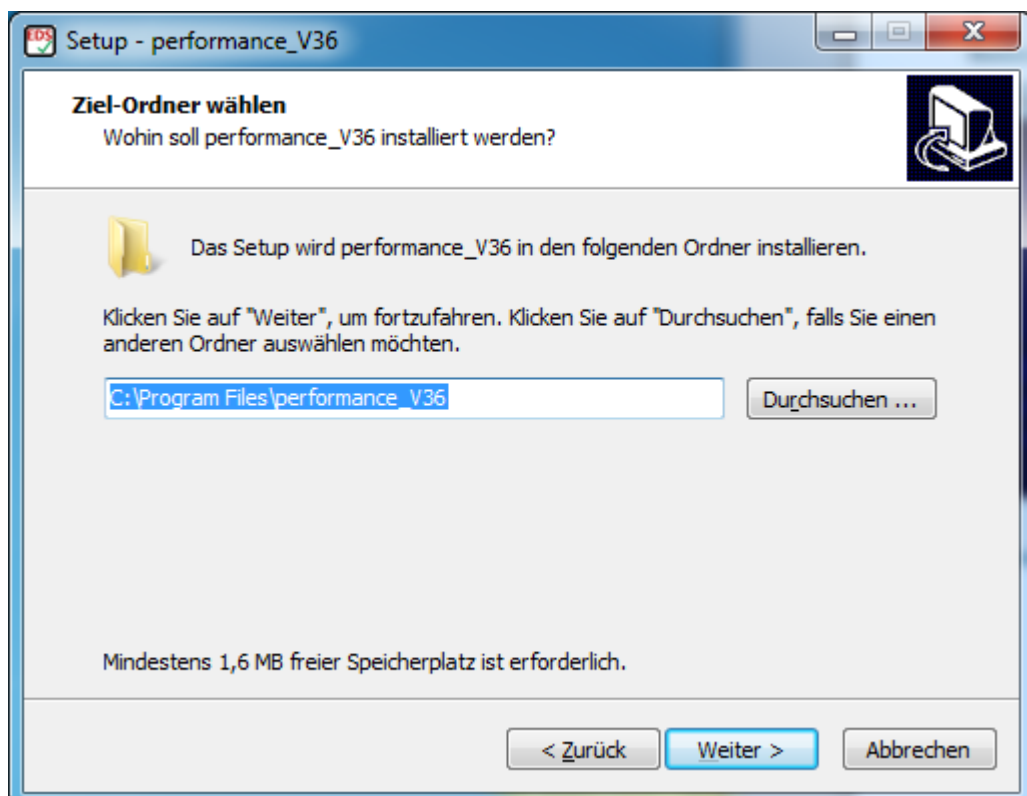 EDS
Setup - performance_V36
Ziel-Ordner wählen
Wohin soll performance_V36 installiert werden?
Das Setup wird performance_V36 in den folgenden Ordner installieren.
Klicken Sie auf "Weiter", um fortzufahren. Klicken Sie auf "Durchsuchen", falls Sie einen
anderen Ordner auswählen möchten.
C:\Program Files\performance_V36
Durchsuchen ...
Mindestens 1,6 MB freier Speicherplatz ist erforderlich.
< Zurück
Weiter >
Abbrechen